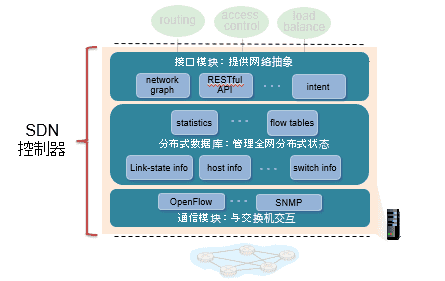 routing
access
control
load
balance
接口模块：提供网络抽象
network
graph
RESTful
API
...
intent
statistics
...
flow tables
分布式数据库：管理全网分布式状态
Link-state info
host info
...
switch info
OpenFlow
...
SNMP
通信模块：与交换机交互
SDN
控制器